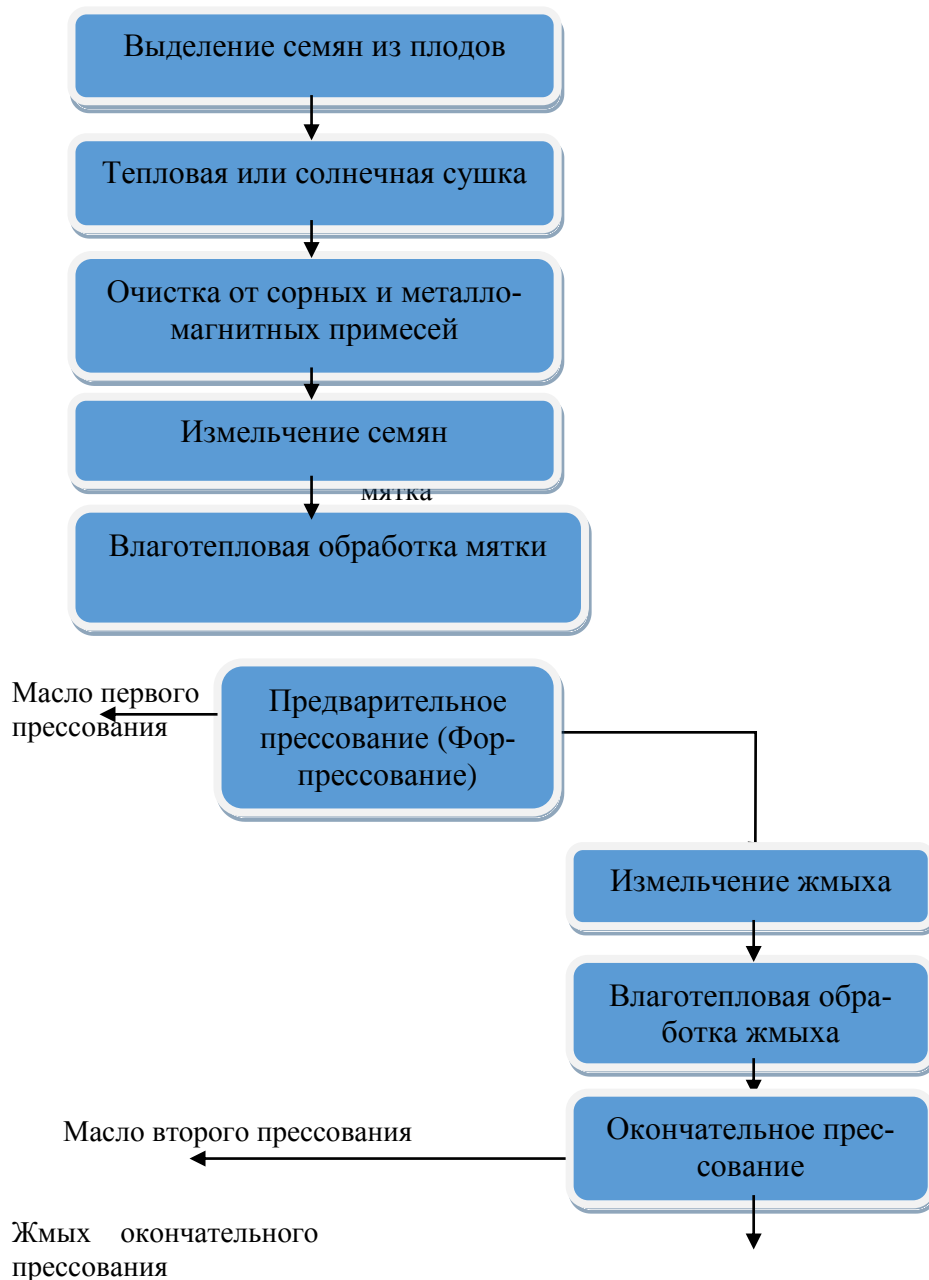 Выделение семян из плодов
Тепловая или солнечная сушка
Очистка от сорных и металло-
магнитных примесей
Измельчение семян
мятка
Влаготепловая обработка мятки
Масло первого
прессования
Предварительное
прессование (Фор-
прессование)
Измельчение жмыха
Влаготепловая обра-
ботка жмыха
Масло второго прессования
Окончательное прес-
сование
Жмых окончательного
прессования